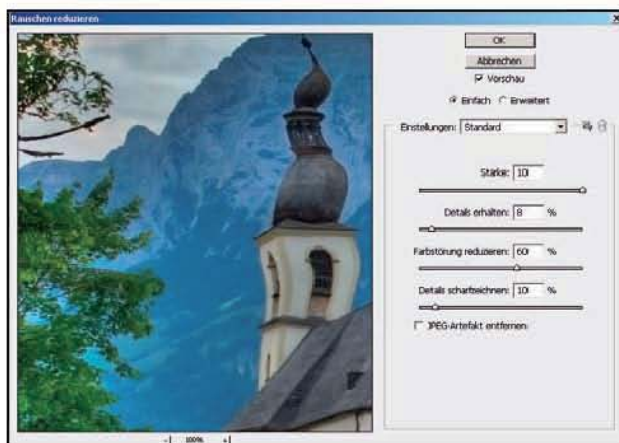 Rauschen reduzieren
OK
Abbrechen
Vorschau
Einfach Erweitert
Einstellungen: Standard
Stärke: 10
Details erhalten: 8 %
Farbstörung reduzieren: 60 %
Details scharfzeichnen: 10 %
JPEG-Artefakt entfernen
- 100% +